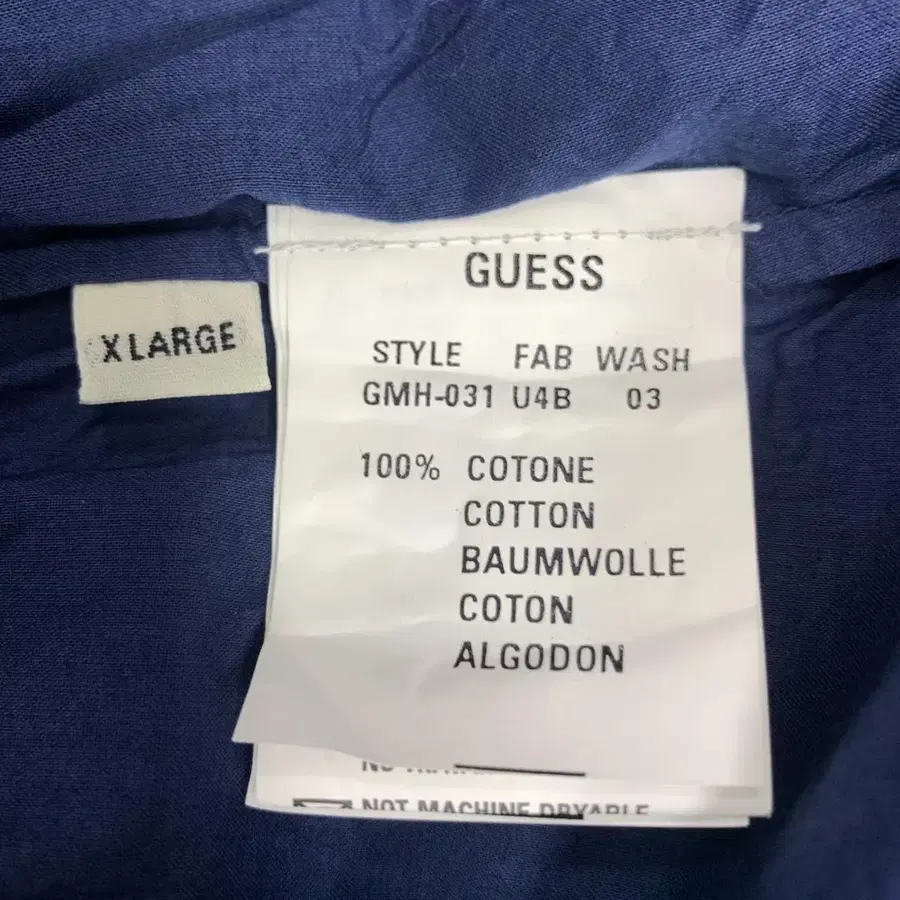 GUESS
XLARGE
STYLE FAB WASH
GMH-031 U4B 03
100% COTONE
COTTON
BAUMWOLLE
COTON
ALGODON
NOT MACHINE DRYABLE